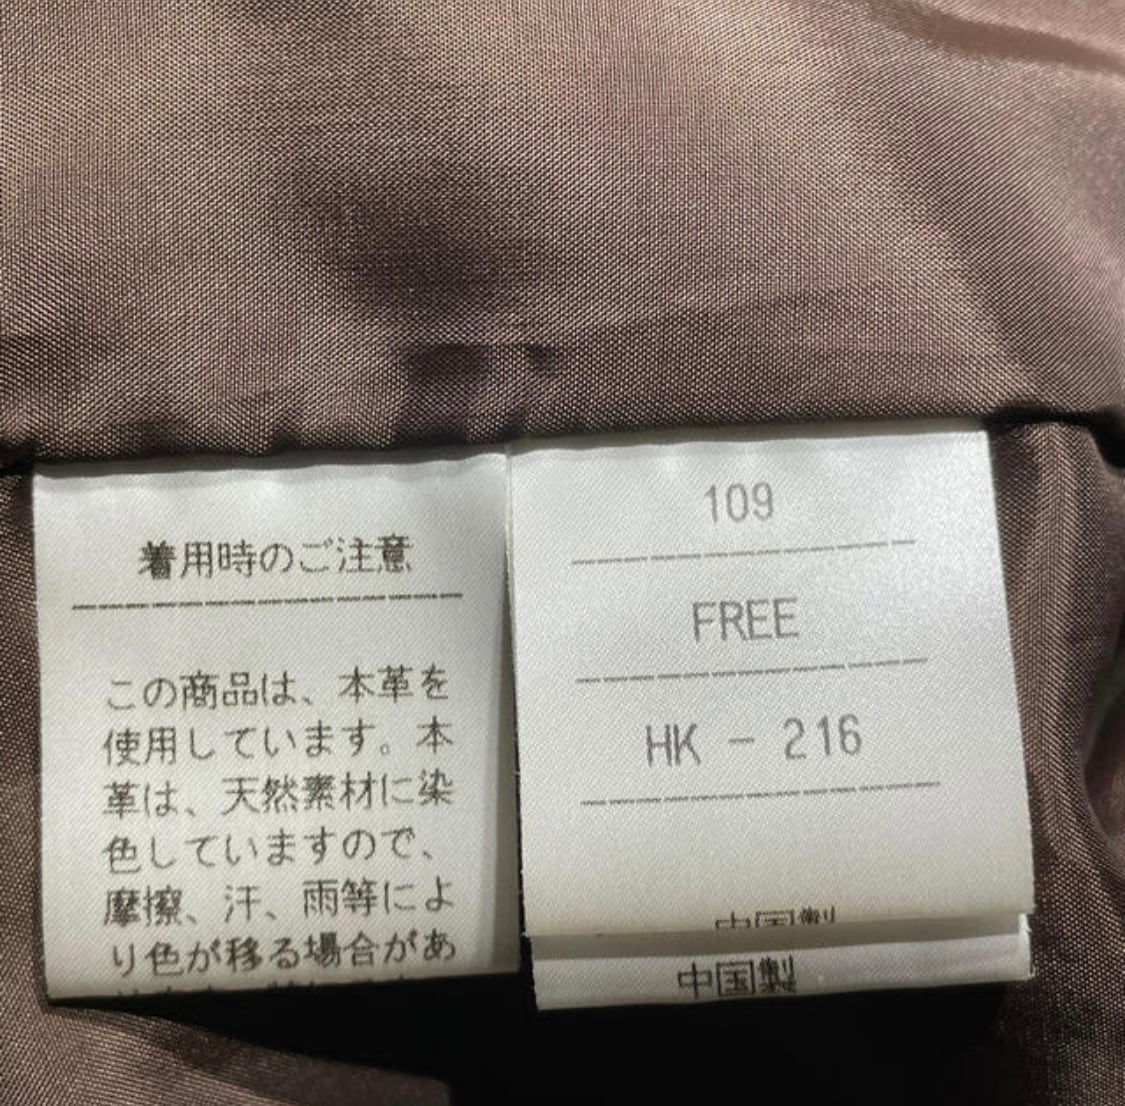 着用時のご注意
この商品は、本革を
使用しています。本
革は、天然素材に染
色していますので、
摩擦、汗、雨等によ
り色が移る場合があ
109
FREE
HK - 216
中国製
中国製